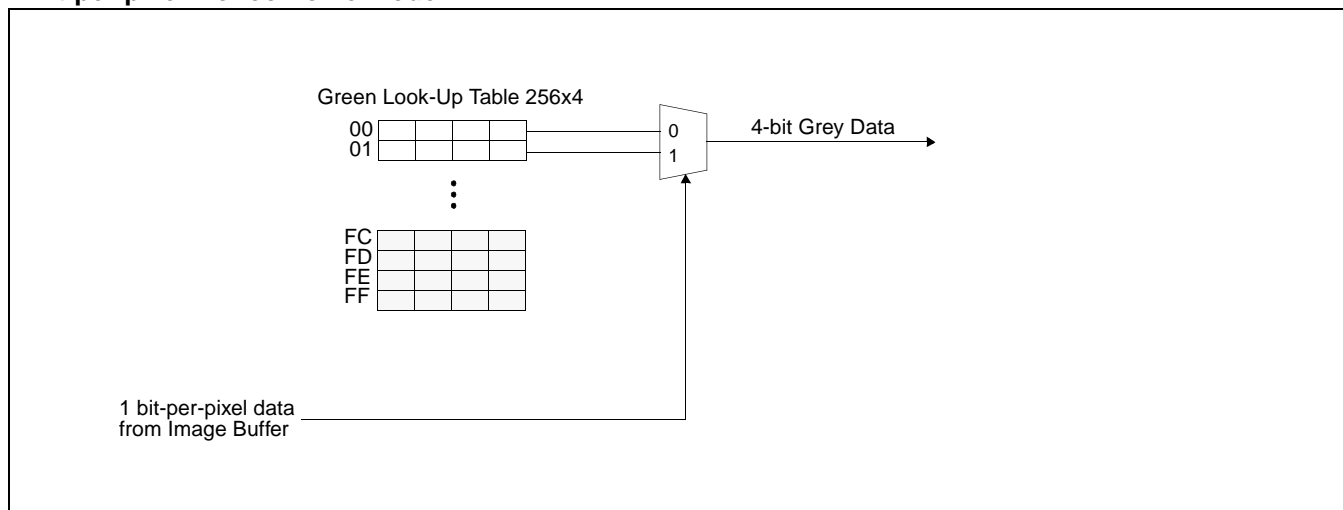 Green Look-Up Table 256x4
00
01
0
1
4-bit Grey Data
FC
FD
FE
FF
1 bit-per-pixel data
from Image Buffer